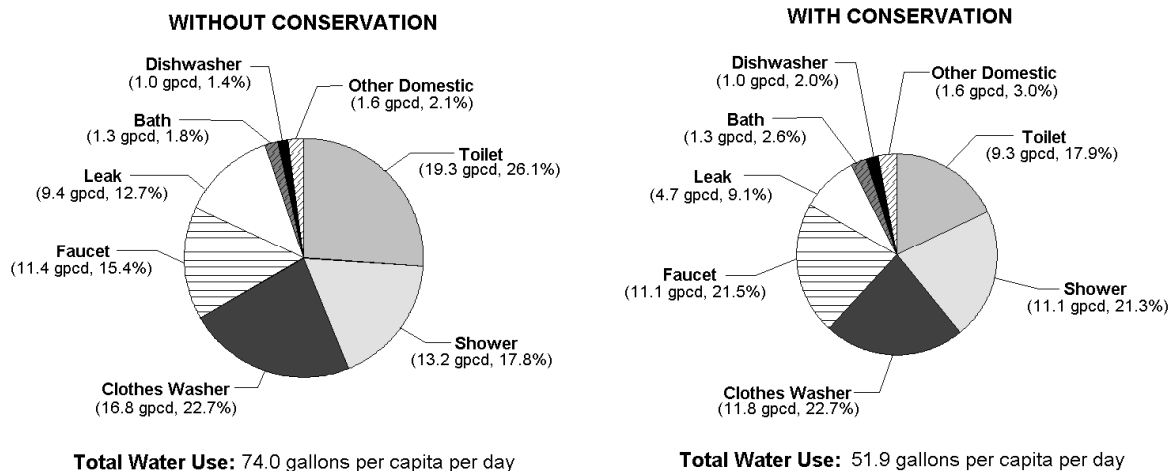 WITHOUT CONSERVATION
Dishwasher
(1.0 gpcd, 1.4%)
Other Domestic
(1.6 gpcd, 2.1%)
Bath
(1.3 gpcd, 1.8%)
Toilet
(19.3 gpcd, 26.1%)
Leak
(9.4 gpcd, 12.7%)
Faucet
(11.4 gpcd, 15.4%)
Shower
(13.2 gpcd, 17.8%)
Clothes Washer
(16.8 gpcd, 22.7%)
Total Water Use: 74.0 gallons per capita per day
WITH CONSERVATION
Dishwasher
(1.0 gpcd, 2.0%)
Other Domestic
(1.6 gpcd, 3.0%)
Bath
(1.3 gpcd, 2.6%)
Toilet
(9.3 gpcd, 17.9%)
Leak
(4.7 gpcd, 9.1%)
Faucet
(11.1 gpcd, 21.5%)
Shower
(11.1 gpcd, 21.3%)
Clothes Washer
(11.8 gpcd, 22.7%)
Total Water Use: 51.9 gallons per capita per day